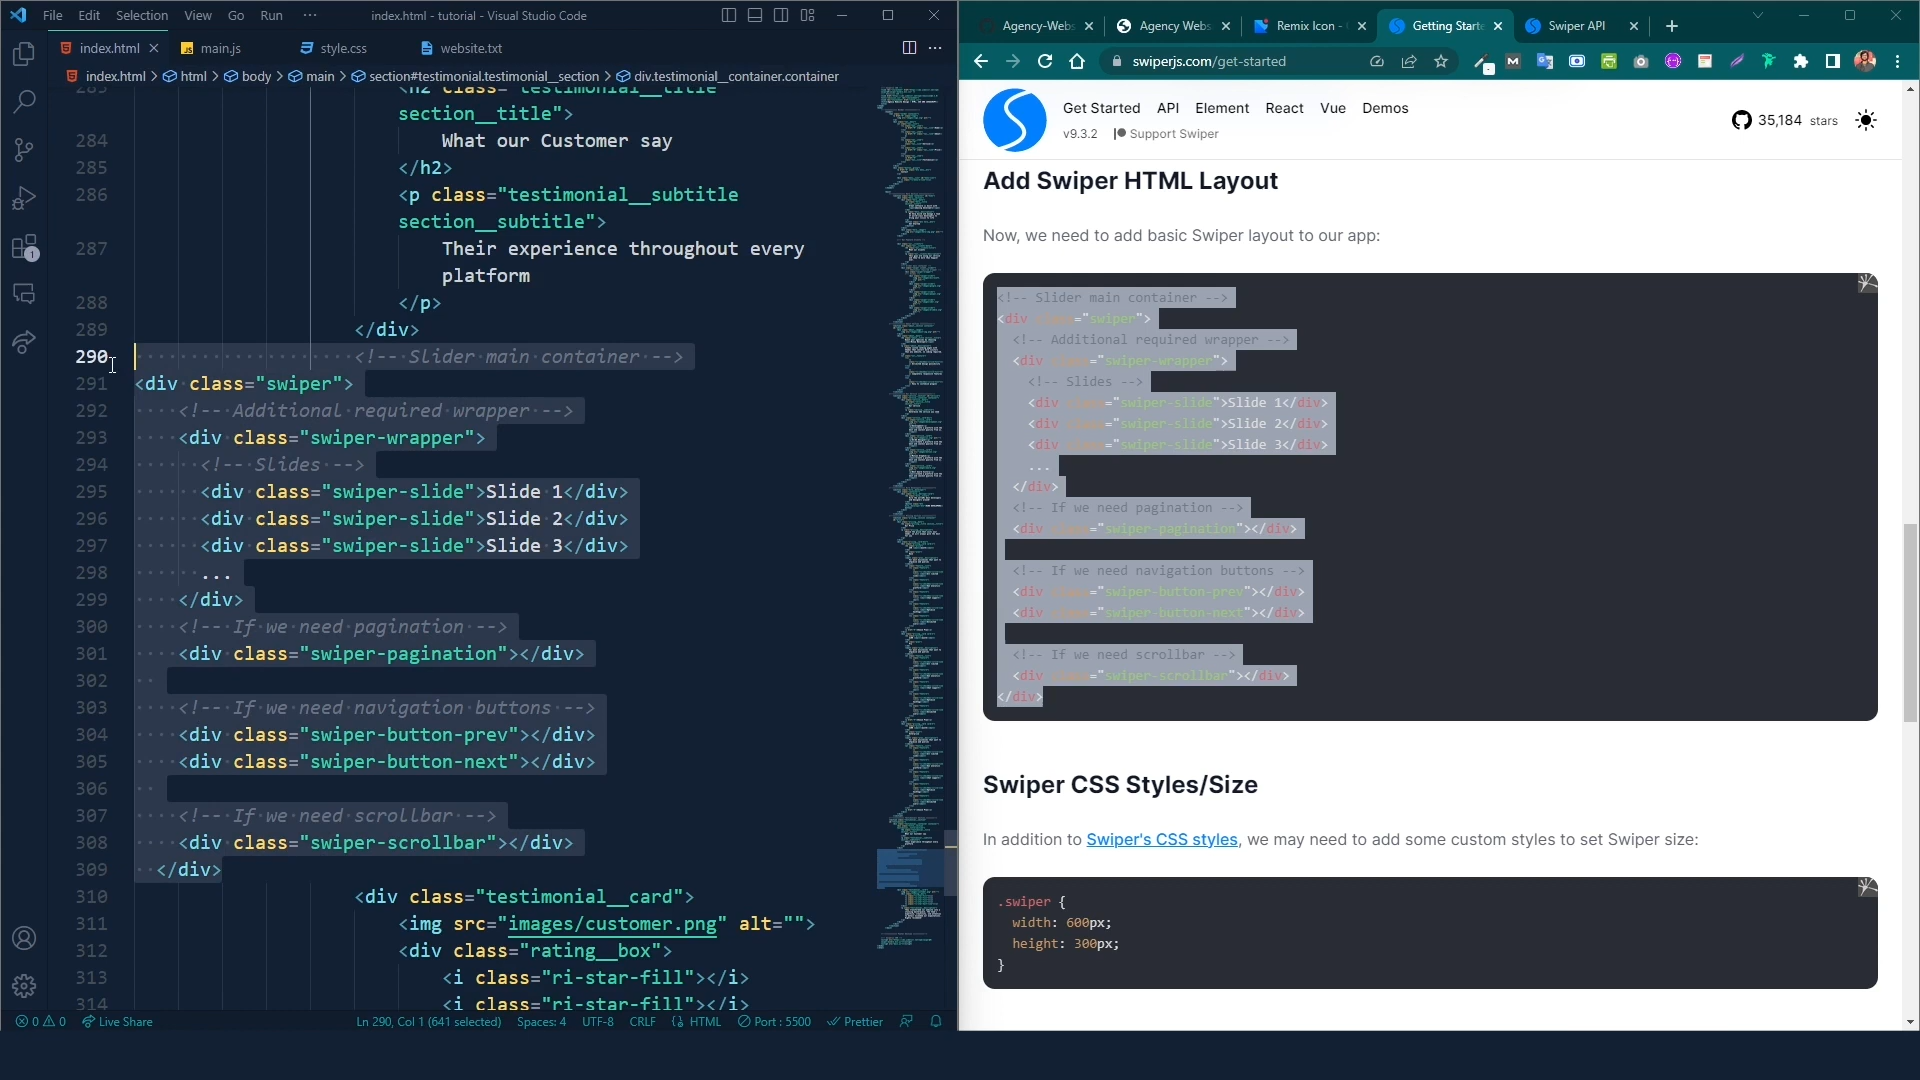 File Edit Selection View Go Run ··· index.html - tutorial - Visual Studio Code
index.html main.js style.css website.txt
index.html > html > body > main > section#testimonial.testimonial__section > div.testimonial__container.container
283 <h2 class="testimonial__title
section__title">
284 What our Customer say
285 </h2>
286 <p class="testimonial__subtitle
section__subtitle">
287 Their experience throughout every
platform
288 </p>
289 </div>
290 <!-- Slider main container -->
291 <div class="swiper">
292 <!-- Additional required wrapper -->
293 <div class="swiper-wrapper">
294 <!-- Slides -->
295 <div class="swiper-slide">Slide 1</div>
296 <div class="swiper-slide">Slide 2</div>
297 <div class="swiper-slide">Slide 3</div>
298 ...
299 </div>
300 <!-- If we need pagination -->
301 <div class="swiper-pagination"></div>
302
303 <!-- If we need navigation buttons -->
304 <div class="swiper-button-prev"></div>
305 <div class="swiper-button-next"></div>
306
307 <!-- If we need scrollbar -->
308 <div class="swiper-scrollbar"></div>
309 </div>
310 <div class="testimonial__card">
311 <img src="images/customer.png" alt="">
312 <div class="rating__box">
313 <i class="ri-star-fill"></i>
314 <i class="ri-star-fill"></i>
1
0 0 Live Share Ln 290, Col 1 (641 selected) Spaces: 4 UTF-8 CRLF HTML Port : 5500 Prettier
Agency-Webs Agency Webs Remix Icon - Getting Starte Swiper API
swiperjs.com/get-started
Get Started API Element React Vue Demos
v9.3.2 Support Swiper
35,184 stars
Add Swiper HTML Layout
Now, we need to add basic Swiper layout to our app:
<!-- Slider main container -->
<div class="swiper">
<!-- Additional required wrapper -->
<div class="swiper-wrapper">
<!-- Slides -->
<div class="swiper-slide">Slide 1</div>
<div class="swiper-slide">Slide 2</div>
<div class="swiper-slide">Slide 3</div>
...
</div>
<!-- If we need pagination -->
<div class="swiper-pagination"></div>
<!-- If we need navigation buttons -->
<div class="swiper-button-prev"></div>
<div class="swiper-button-next"></div>
<!-- If we need scrollbar -->
<div class="swiper-scrollbar"></div>
</div>
Swiper CSS Styles/Size
In addition to Swiper's CSS styles, we may need to add some custom styles to set Swiper size:
.swiper {
width: 600px;
height: 300px;
}